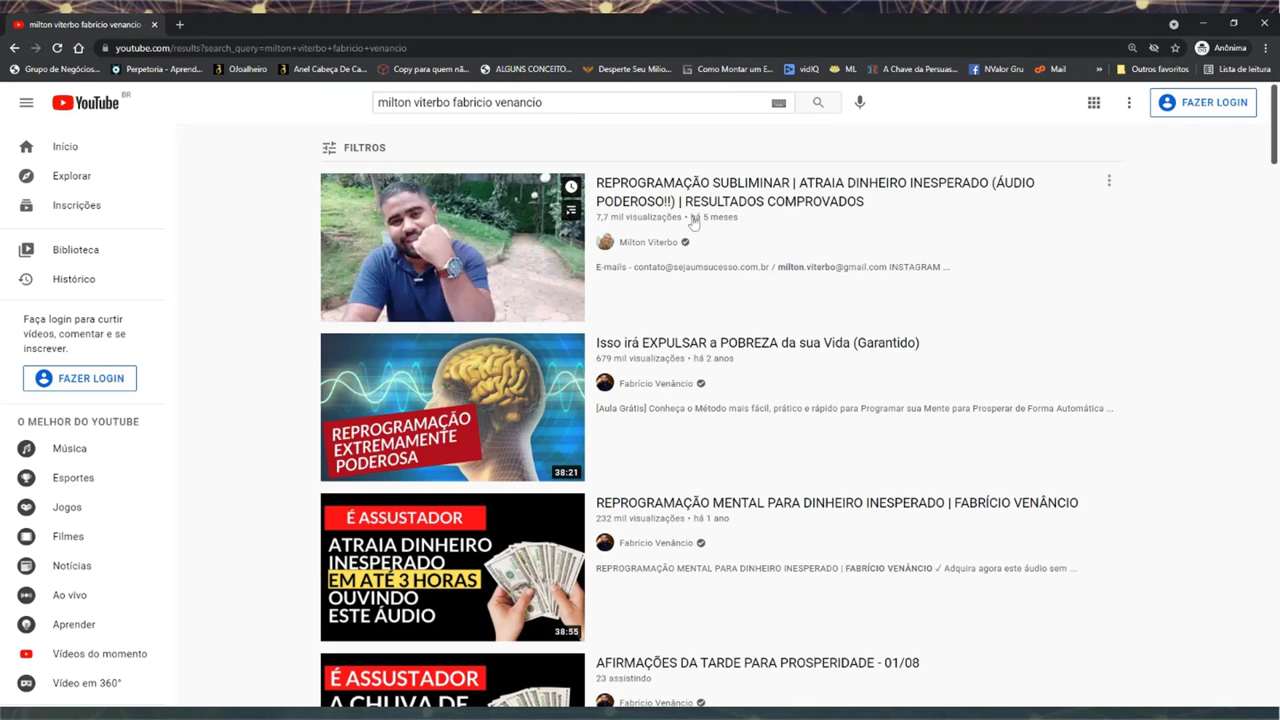 milton viterbo fabricio venancio
youtube.com/results?search_query=milton+viterbo+fabricio+venancio
Anônima
Grupo de Negócios...
Perpetoria - Aprend...
OJoalheiro
Anel Cabeça De Ca...
Copy para quem nã...
ALGUNS CONCEITO...
Desperte Seu Milio...
Como Montar um E...
vidIQ
ML
A Chave da Persuas...
NValor Gru
Mail
»
Outros favoritos
Lista de leitura
YouTube BR
milton viterbo fabricio venancio
FAZER LOGIN
Início
Explorar
Inscrições
Biblioteca
Histórico
Faça login para curtir
vídeos, comentar e se
inscrever.
FAZER LOGIN
O MELHOR DO YOUTUBE
Música
Esportes
Jogos
Filmes
Notícias
Ao vivo
Aprender
Vídeos do momento
Vídeo em 360°
FILTROS
REPROGRAMAÇÃO SUBLIMINAR | ATRAIA DINHEIRO INESPERADO (ÁUDIO
PODEROSO!!) | RESULTADOS COMPROVADOS
7,7 mil visualizações • há 5 meses
Milton Viterbo
E-mails - contato@sejaumsucesso.com.br / milton.viterbo@gmail.com INSTAGRAM ...
REPROGRAMAÇÃO
EXTREMAMENTE
PODEROSA
38:21
Isso irá EXPULSAR a POBREZA da sua Vida (Garantido)
679 mil visualizações • há 2 anos
Fabrício Venâncio
[Aula Grátis] Conheça o Método mais fácil, prático e rápido para Programar sua Mente para Prosperar de Forma Automática ...
É ASSUSTADOR
ATRAIA DINHEIRO
INESPERADO
EM ATÉ 3 HORAS
OUVINDO
ESTE ÁUDIO
38:55
REPROGRAMAÇÃO MENTAL PARA DINHEIRO INESPERADO | FABRÍCIO VENÂNCIO
232 mil visualizações • há 1 ano
Fabrício Venâncio
REPROGRAMAÇÃO MENTAL PARA DINHEIRO INESPERADO | FABRÍCIO VENÂNCIO ✓ Adquira agora este áudio sem ...
É ASSUSTADOR
A CHUVA DE
AFIRMAÇÕES DA TARDE PARA PROSPERIDADE - 01/08
23 assistindo
Fabrício Venâncio